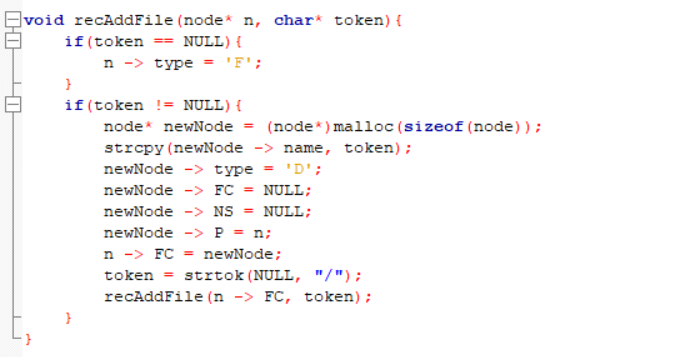 void recAddFile(node* n, char* token){
    if(token == NULL){
        n -> type = 'F';
    }
    if(token != NULL){
        node* newNode = (node*)malloc(sizeof(node));
        strcpy(newNode -> name, token);
        newNode -> type = 'D';
        newNode -> FC = NULL;
        newNode -> NS = NULL;
        newNode -> P = n;
        n -> FC = newNode;
        token = strtok(NULL, "/");
        recAddFile(n -> FC, token);
    }
}